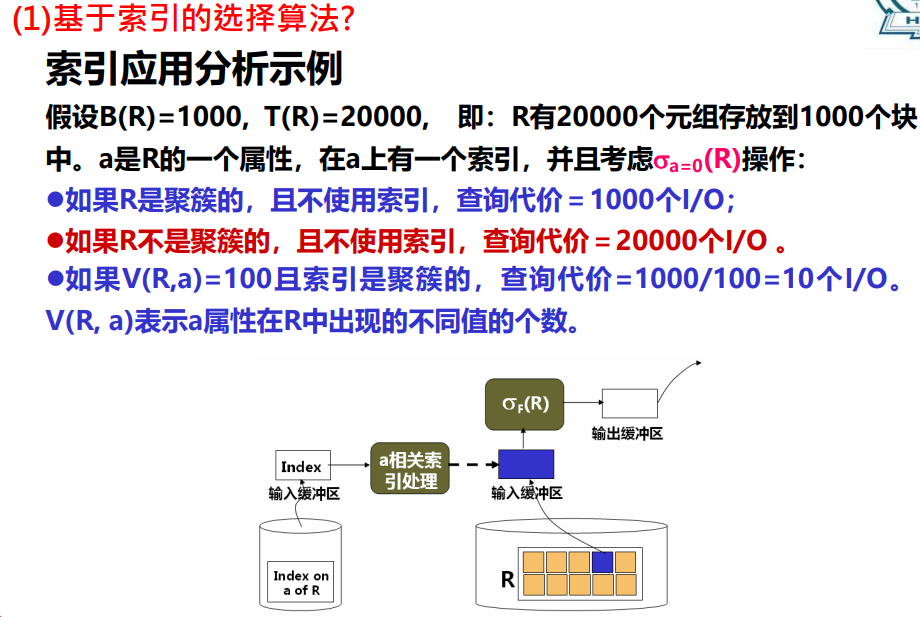 (1)基于索引的选择算法?
索引应用分析示例
假设B(R)=1000, T(R)=20000, 即：R有20000个元组存放到1000个块
中。a是R的一个属性，在a上有一个索引，并且考虑σa=0(R)操作：
●如果R是聚簇的，且不使用索引，查询代价＝1000个I/O；
●如果R不是聚簇的，且不使用索引，查询代价＝20000个I/O 。
●如果V(R,a)=100且索引是聚簇的，查询代价=1000/100=10个I/O。
V(R, a)表示a属性在R中出现的不同值的个数。
σF(R)
输出缓冲区
Index
a相关索
引处理
输入缓冲区
输入缓冲区
Index on
a of R
R